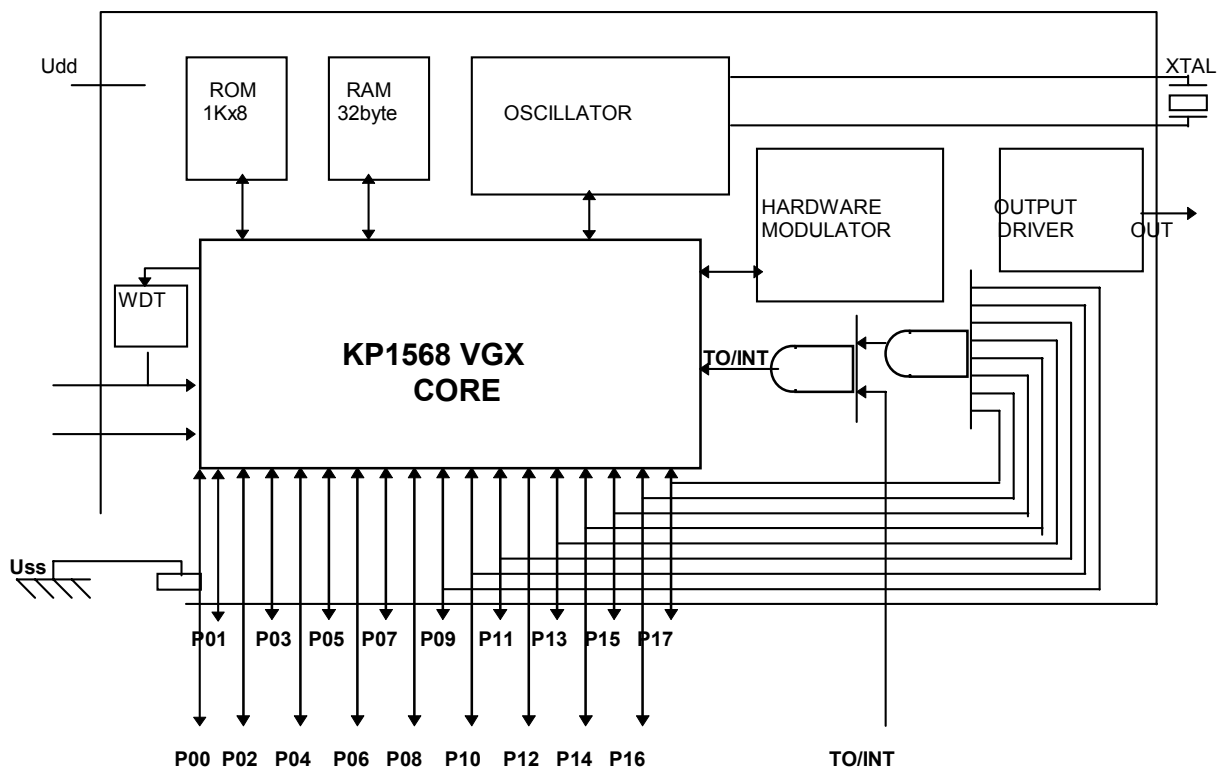 Udd
ROM
1Kx8
RAM
32byte
OSCILLATOR
XTAL
HARDWARE
MODULATOR
OUTPUT
DRIVER
OUT
WDT
KP1568 VGX
CORE
TO/INT
Uss
P01 P03 P05 P07 P09 P11 P13 P15 P17
P00 P02 P04 P06 P08 P10 P12 P14 P16 TO/INT